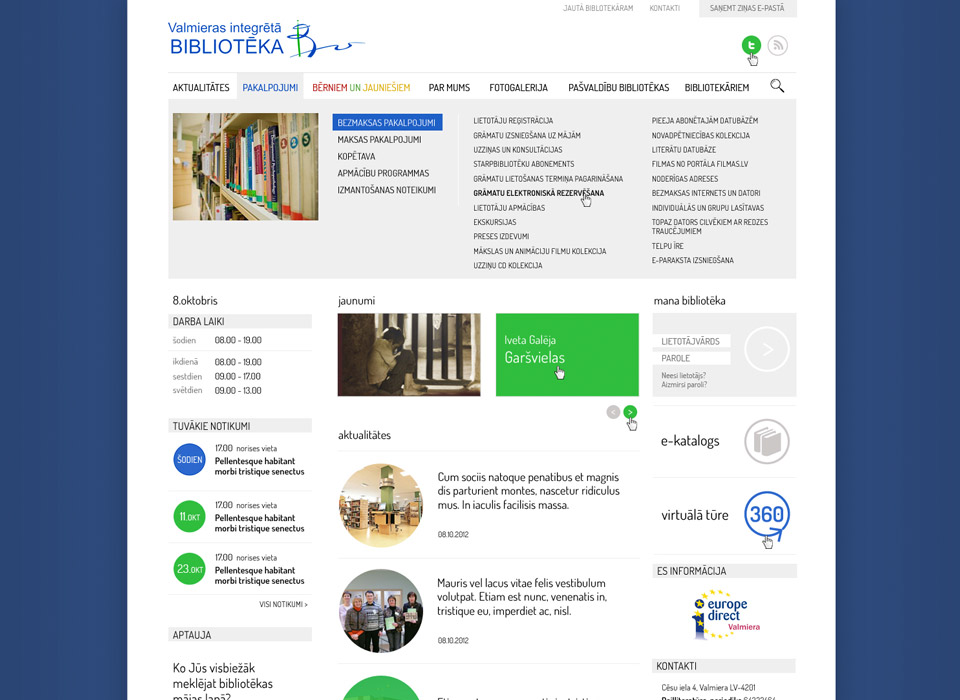 JAUTĀ BIBLIOTEKĀRAM
KONTAKTI
SAŅEMT ZIŅAS E-PASTĀ
Valmieras integrētā
BIBLIOTĒKA
AKTUALITĀTES
PAKALPOJUMI
BĒRNIEM UN JAUNIEŠIEM
PAR MUMS
FOTOGALERIJA
PAŠVALDĪBU BIBLIOTĒKAS
BIBLIOTEKĀRIEM
BEZMAKSAS PAKALPOJUMI
MAKSAS PAKALPOJUMI
KOPĒTAVA
APMĀCĪBU PROGRAMMAS
IZMANTOŠANAS NOTEIKUMI
LIETOTĀJU REĢISTRĀCIJA
GRĀMATU IZSNIEGŠANA UZ MĀJĀM
UZZIŅAS UN KONSULTĀCIJAS
STARPBIBLIOTĒKU ABONEMENTS
GRĀMATU LIETOŠANAS TERMIŅA PAGARINĀŠANA
GRĀMATU ELEKTRONISKĀ REZERVĒŠANA
LIETOTĀJU APMĀCĪBAS
EKSKURSIJAS
PRESES IZDEVUMI
MĀKSLAS UN ANIMĀCIJU FILMU KOLEKCIJA
UZZIŅU CD KOLEKCIJA
PIEEJA ABONĒTAJĀM DATUBĀZĒM
NOVADPĒTNIECĪBAS KOLEKCIJA
LITERĀTU DATUBĀZE
FILMAS NO PORTĀLA FILMAS.LV
NODERĪGAS ADRESES
BEZMAKSAS INTERNETS UN DATORI
INDIVIDUĀLĀS UN GRUPU LASĪTAVAS
TOPAZ DATORS CILVĒKIEM AR REDZES
TRAUCĒJUMIEM
TELPU ĪRE
E-PARAKSTA IZSNIEGŠANA
8.oktobris
DARBA LAIKI
šodien 08.00 - 19.00
ikdienā 08.00 - 19.00
sestdien 09.00 - 17.00
svētdien 09.00 - 13.00
TUVĀKIE NOTIKUMI
ŠODIEN
17.00 norises vieta
Pellentesque habitant
morbi tristique senectus
11.OKT
17.00 norises vieta
Pellentesque habitant
morbi tristique senectus
23.OKT
17.00 norises vieta
Pellentesque habitant
morbi tristique senectus
VISI NOTIKUMI >
APTAUJA
Ko Jūs visbiežāk
meklējat bibliotēkas
mājas lapā?
jaunumi
Iveta Galēja
Garšvielas
aktualitātes
Cum sociis natoque penatibus et magnis
dis parturient montes, nascetur ridiculus
mus. In iaculis facilisis massa.
08.10.2012
Mauris vel lacus vitae felis vestibulum
volutpat. Etiam est nunc, venenatis in,
tristique eu, imperdiet ac, nisl.
08.10.2012
mana bibliotēka
LIETOTĀJVĀRDS
PAROLE
Neesi lietotājs?
Aizmirsi paroli?
e-katalogs
virtuālā tūre
360
ES INFORMĀCIJA
europe
direct
Valmiera
KONTAKTI
Cēsu iela 4, Valmiera LV-4201